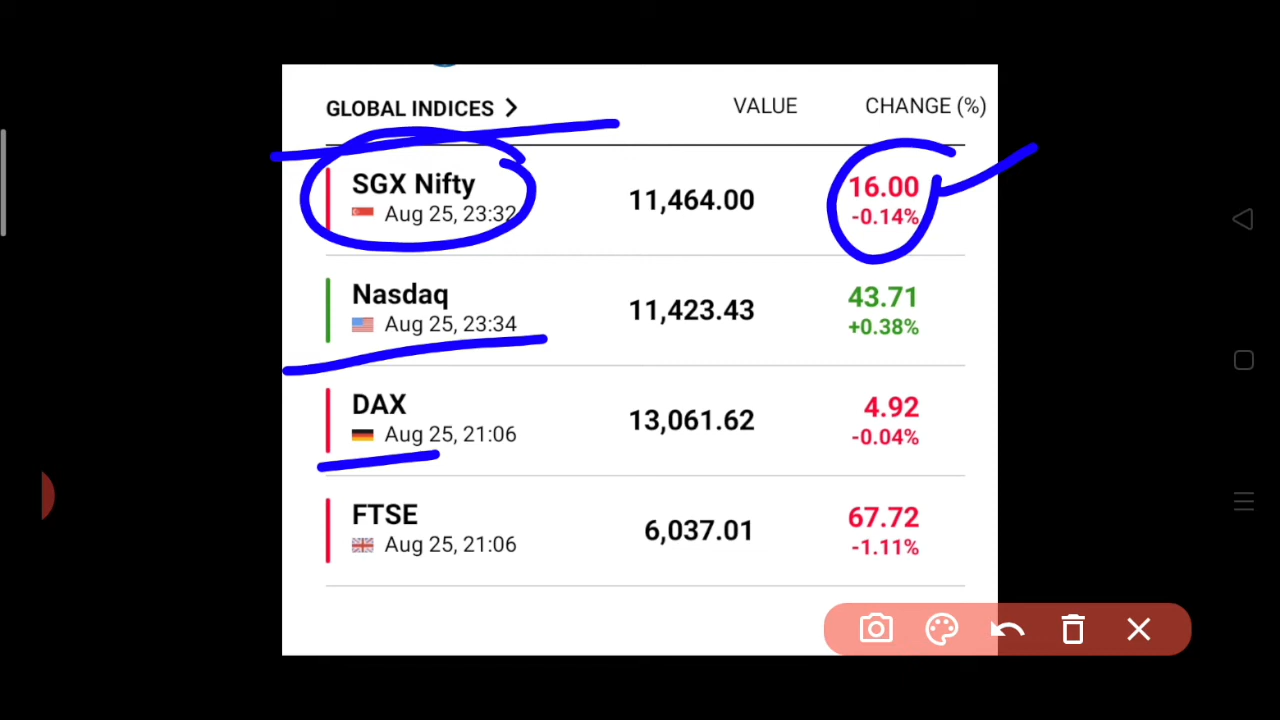 GLOBAL INDICES > VALUE CHANGE (%)
SGX Nifty
Aug 25, 23:32
11,464.00
16.00
-0.14%
Nasdaq
Aug 25, 23:34
11,423.43
43.71
+0.38%
DAX
Aug 25, 21:06
13,061.62
4.92
-0.04%
FTSE
Aug 25, 21:06
6,037.01
67.72
-1.11%